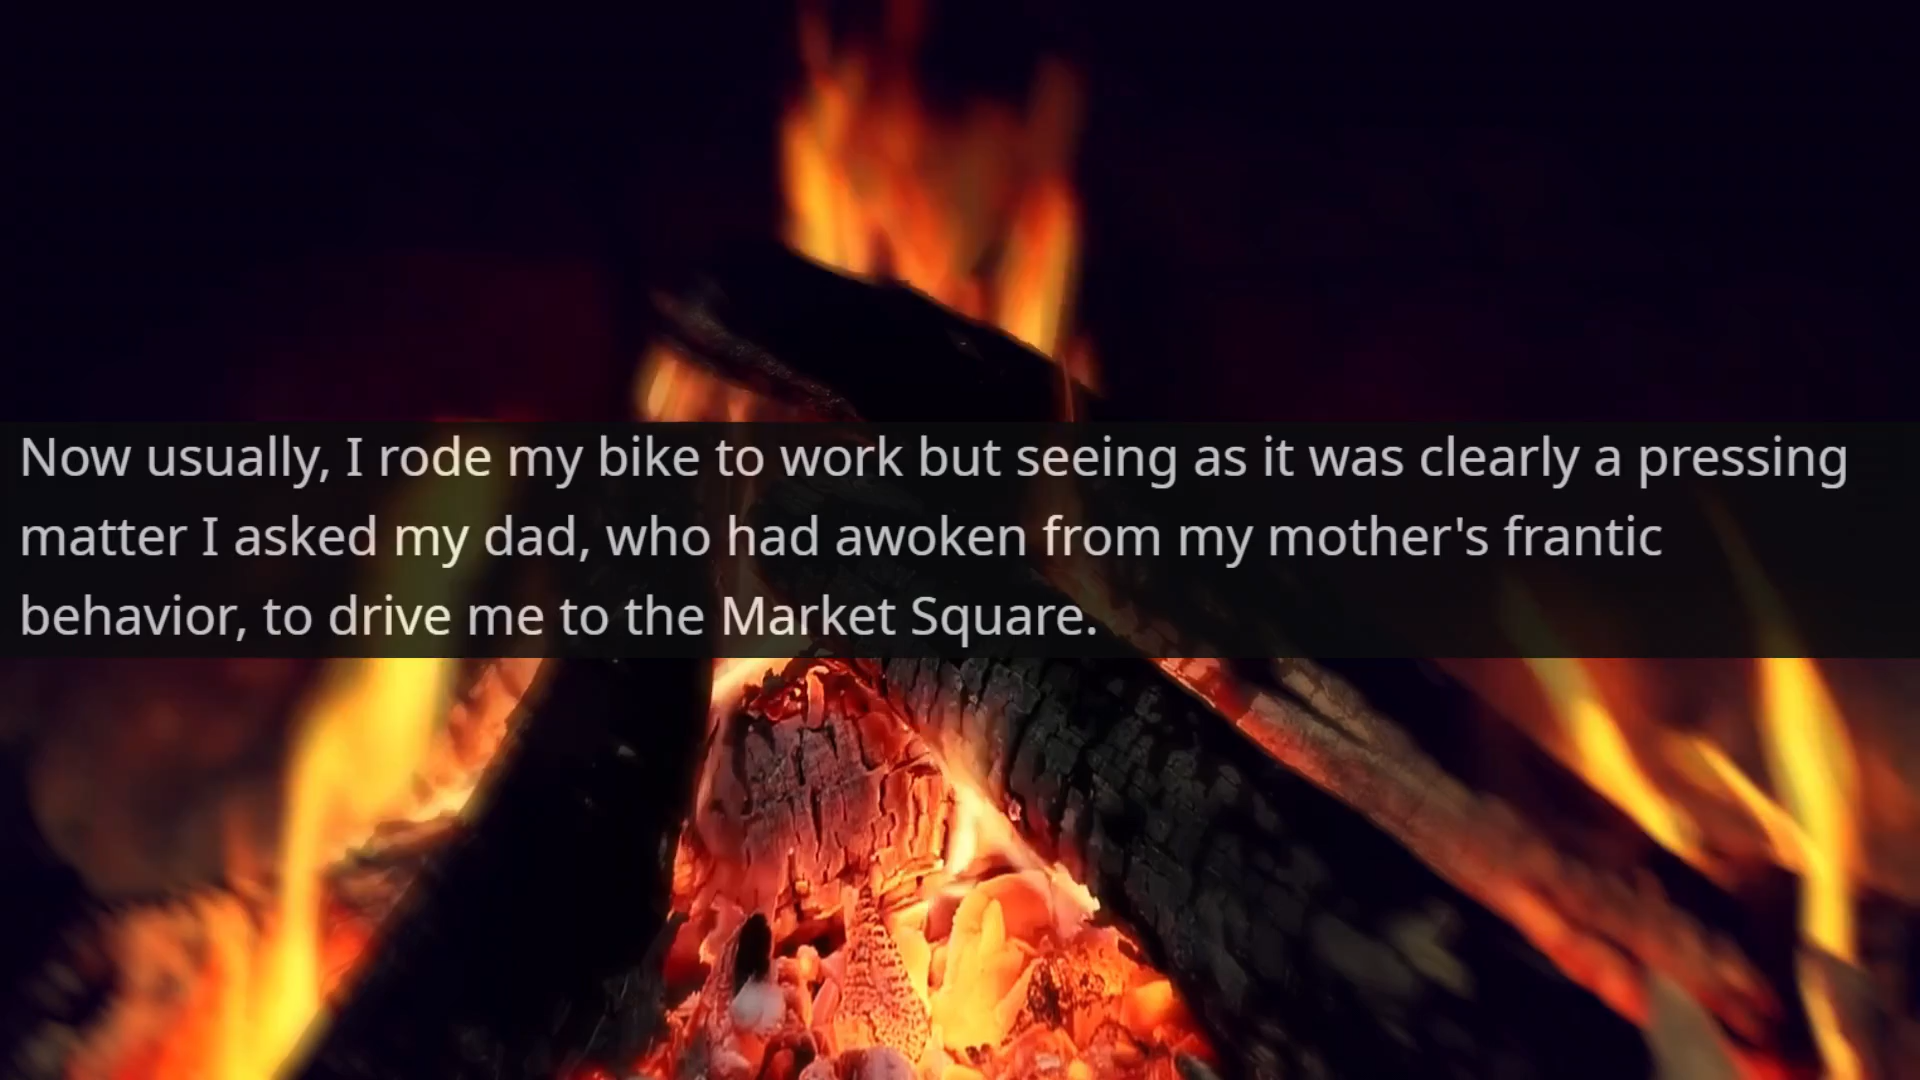 Now usually, I rode my bike to work but seeing as it was clearly a pressing
matter I asked my dad, who had awoken from my mother's frantic
behavior, to drive me to the Market Square.